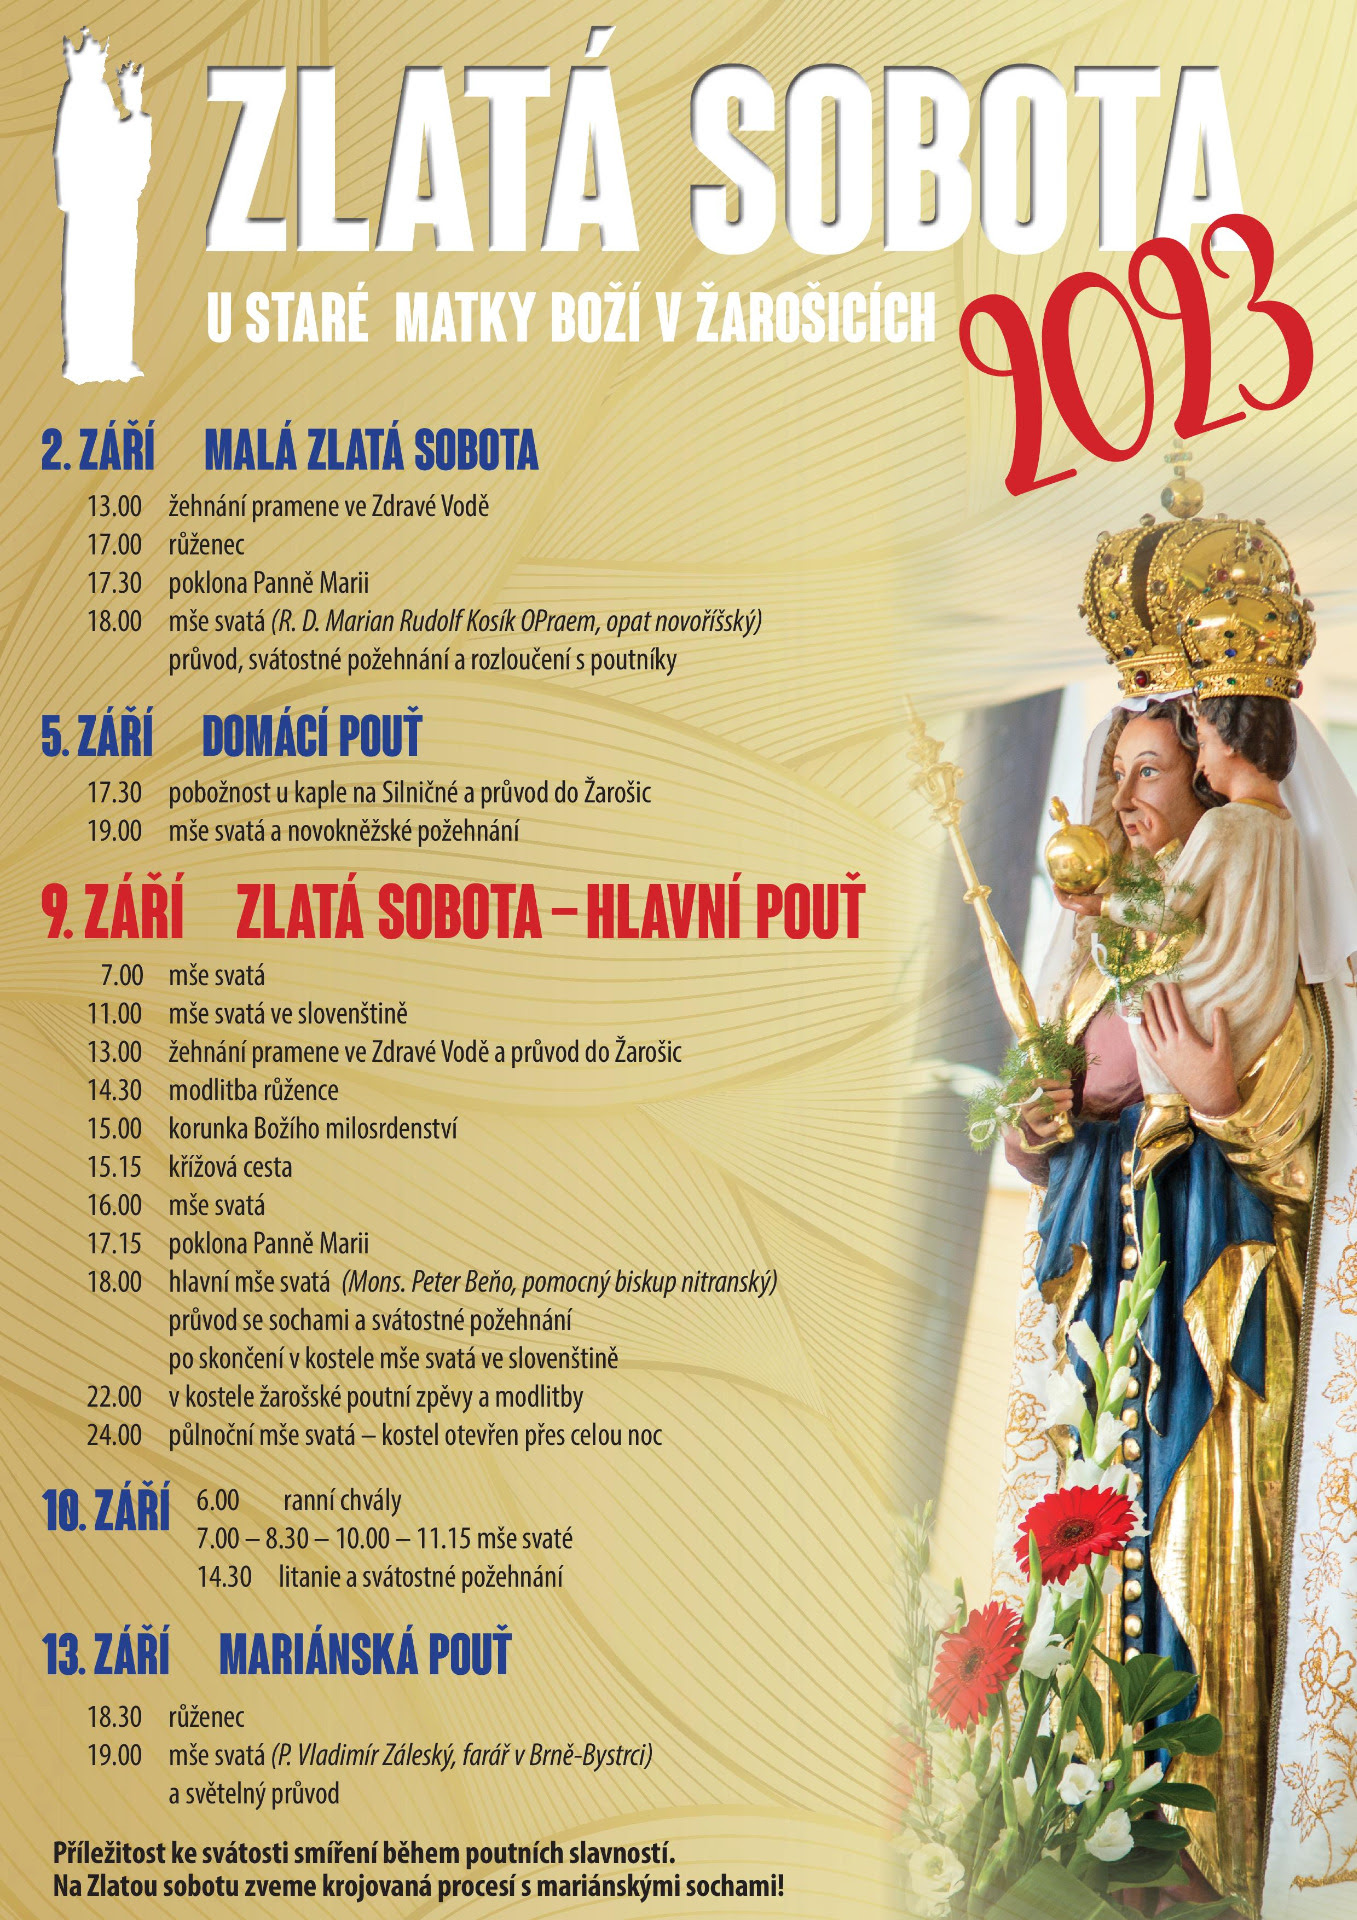 ZLATÁ SOBOTA
U STARÉ MATKY BOŽÍ V ŽAROŠICÍCH
2023
2. ZÁŘÍ MALÁ ZLATÁ SOBOTA
13.00 žehnání pramene ve Zdravé Vodě
17.00 růženec
17.30 poklona Panně Marii
18.00 mše svatá (R. D. Marian Rudolf Kosík OPraem, opat novoříšský)
průvod, svátostné požehnání a rozloučení s poutníky
5. ZÁŘÍ DOMÁCÍ POUŤ
17.30 pobožnost u kaple na Silničné a průvod do Žarošic
19.00 mše svatá a novokněžské požehnání
9. ZÁŘÍ ZLATÁ SOBOTA – HLAVNÍ POUŤ
7.00 mše svatá
11.00 mše svatá ve slovenštině
13.00 žehnání pramene ve Zdravé Vodě a průvod do Žarošic
14.30 modlitba růžence
15.00 korunka Božího milosrdenství
15.15 křížová cesta
16.00 mše svatá
17.15 poklona Panně Marii
18.00 hlavní mše svatá (Mons. Peter Beňo, pomocný biskup nitranský)
průvod se sochami a svátostné požehnání
po skončení v kostele mše svatá ve slovenštině
22.00 v kostele žarošské poutní zpěvy a modlitby
24.00 půlnoční mše svatá – kostel otevřen přes celou noc
10. ZÁŘÍ 6.00 ranní chvály
7.00 – 8.30 – 10.00 – 11.15 mše svaté
14.30 litanie a svátostné požehnání
13. ZÁŘÍ MARIÁNSKÁ POUŤ
18.30 růženec
19.00 mše svatá (P. Vladimír Záleský, farář v Brně-Bystrci)
a světelný průvod
Příležitost ke svátosti smíření během poutních slavností.
Na Zlatou sobotu zveme krojovaná procesí s mariánskými sochami!